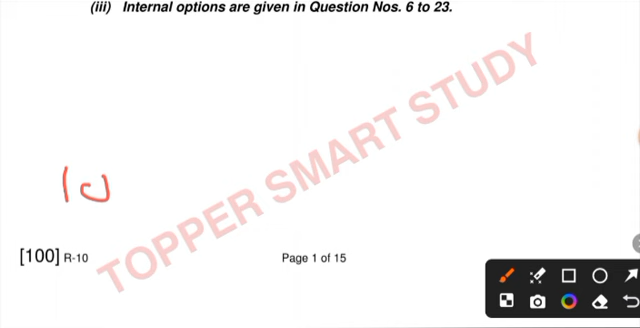 (iii) Internal options are given in Question Nos. 6 to 23.
TOPPER SMART STUDY
[100] R-10
Page 1 of 15